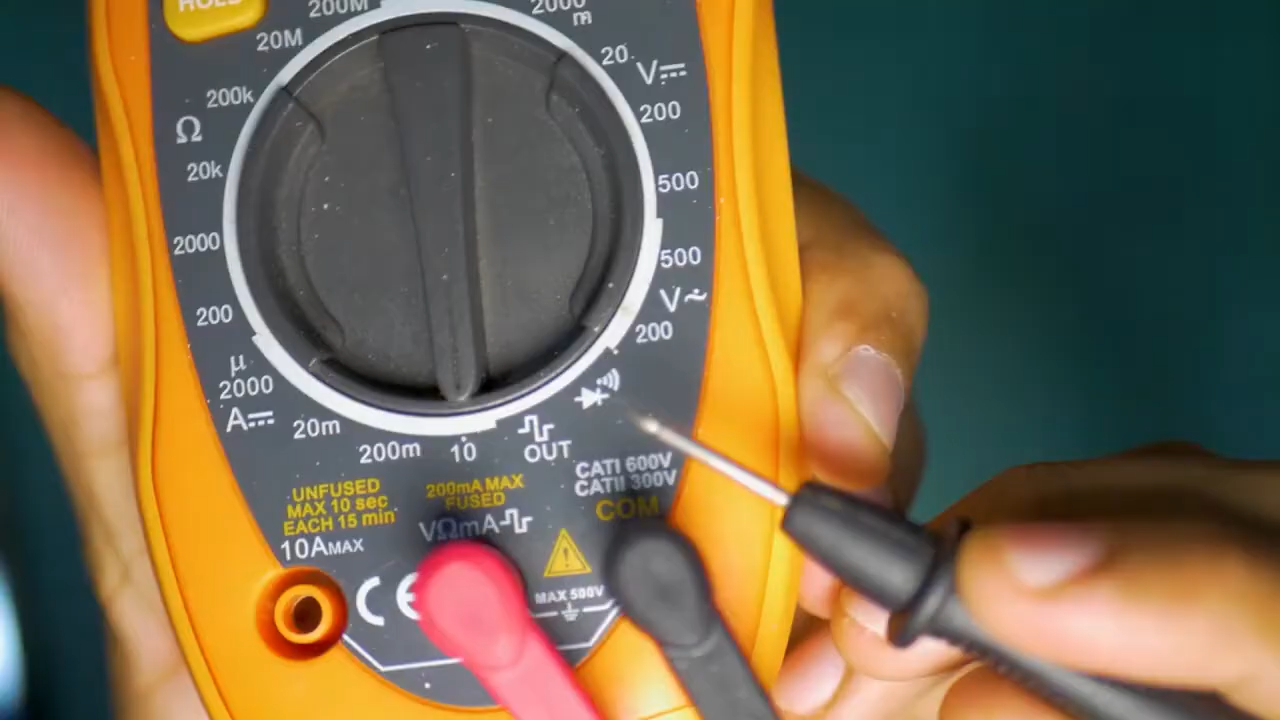 HOLD
200M
2000
m
20M
20
V
200k
200
Ω
20k
500
2000
500
V~
200
200
μ
2000
A
20m
200m
10
OUT
CATI 600V
CATII 300V
COM
UNFUSED
MAX 10 sec
EACH 15 min
10AMAX
200mA MAX
FUSED
VΩmA
CE
MAX 500V